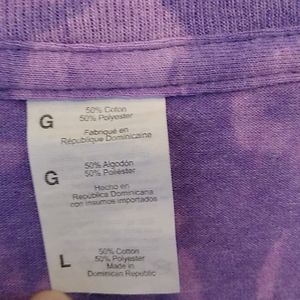 G
50% Coton
50% Polyester
Fabriqué en
République Dominicaine
G
50% Algodón
50% Poliéster
Hecho en
República Dominicana
con insumos importados
L
50% Cotton
50% Polyester
Made in
Dominican Republic